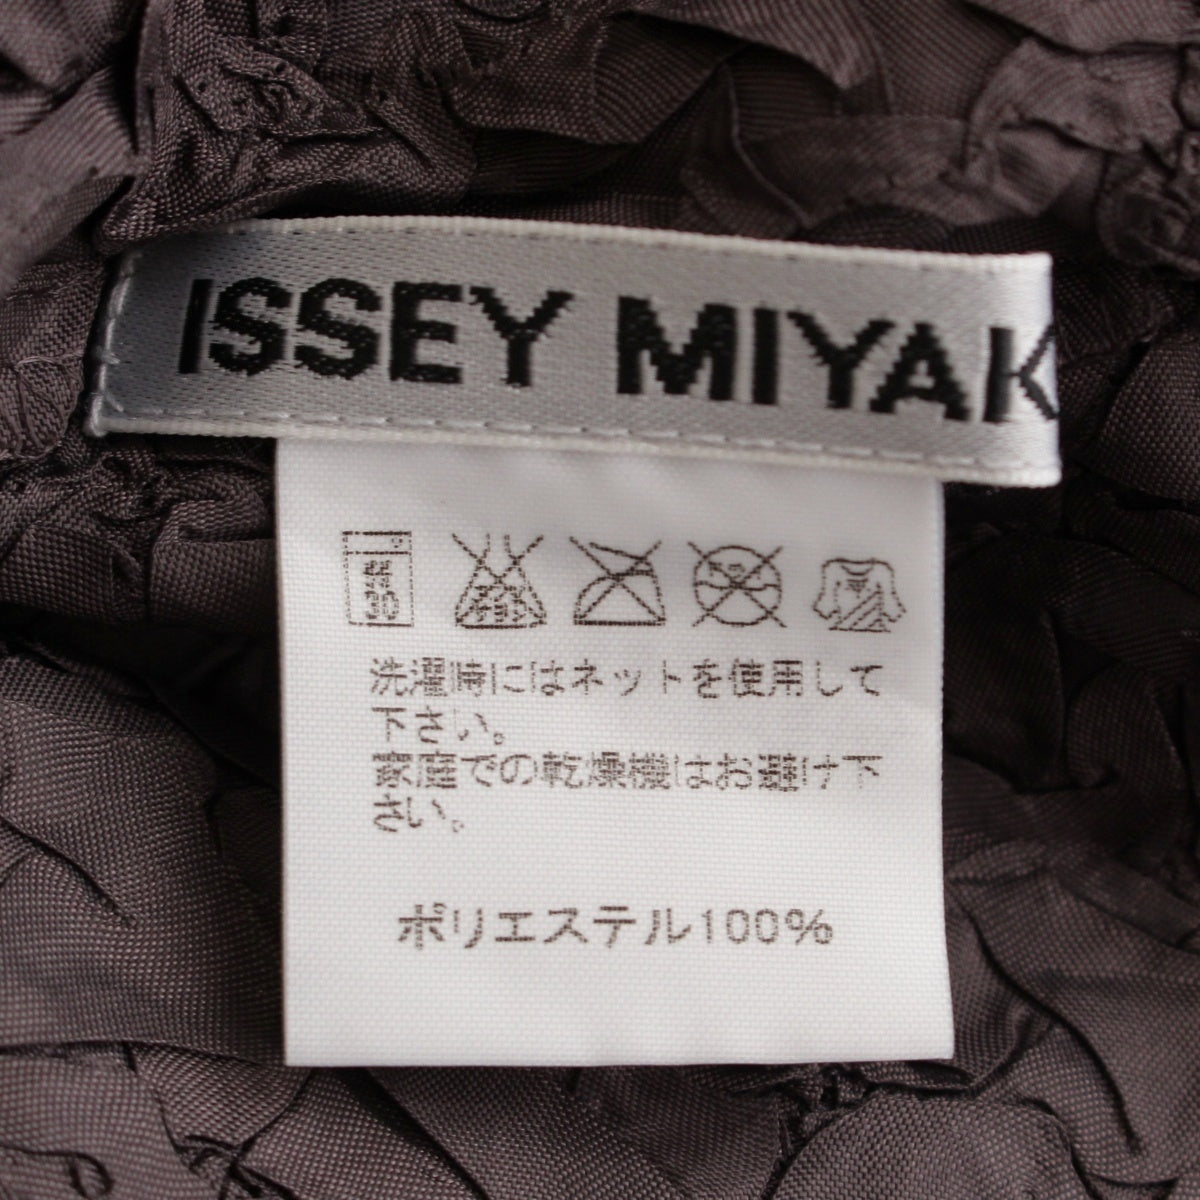 ISSEY MIYAK
洗濯時にはネットを使用して
下さい。
家庭での乾燥機はお避け下
さい。
ポリエステル100%